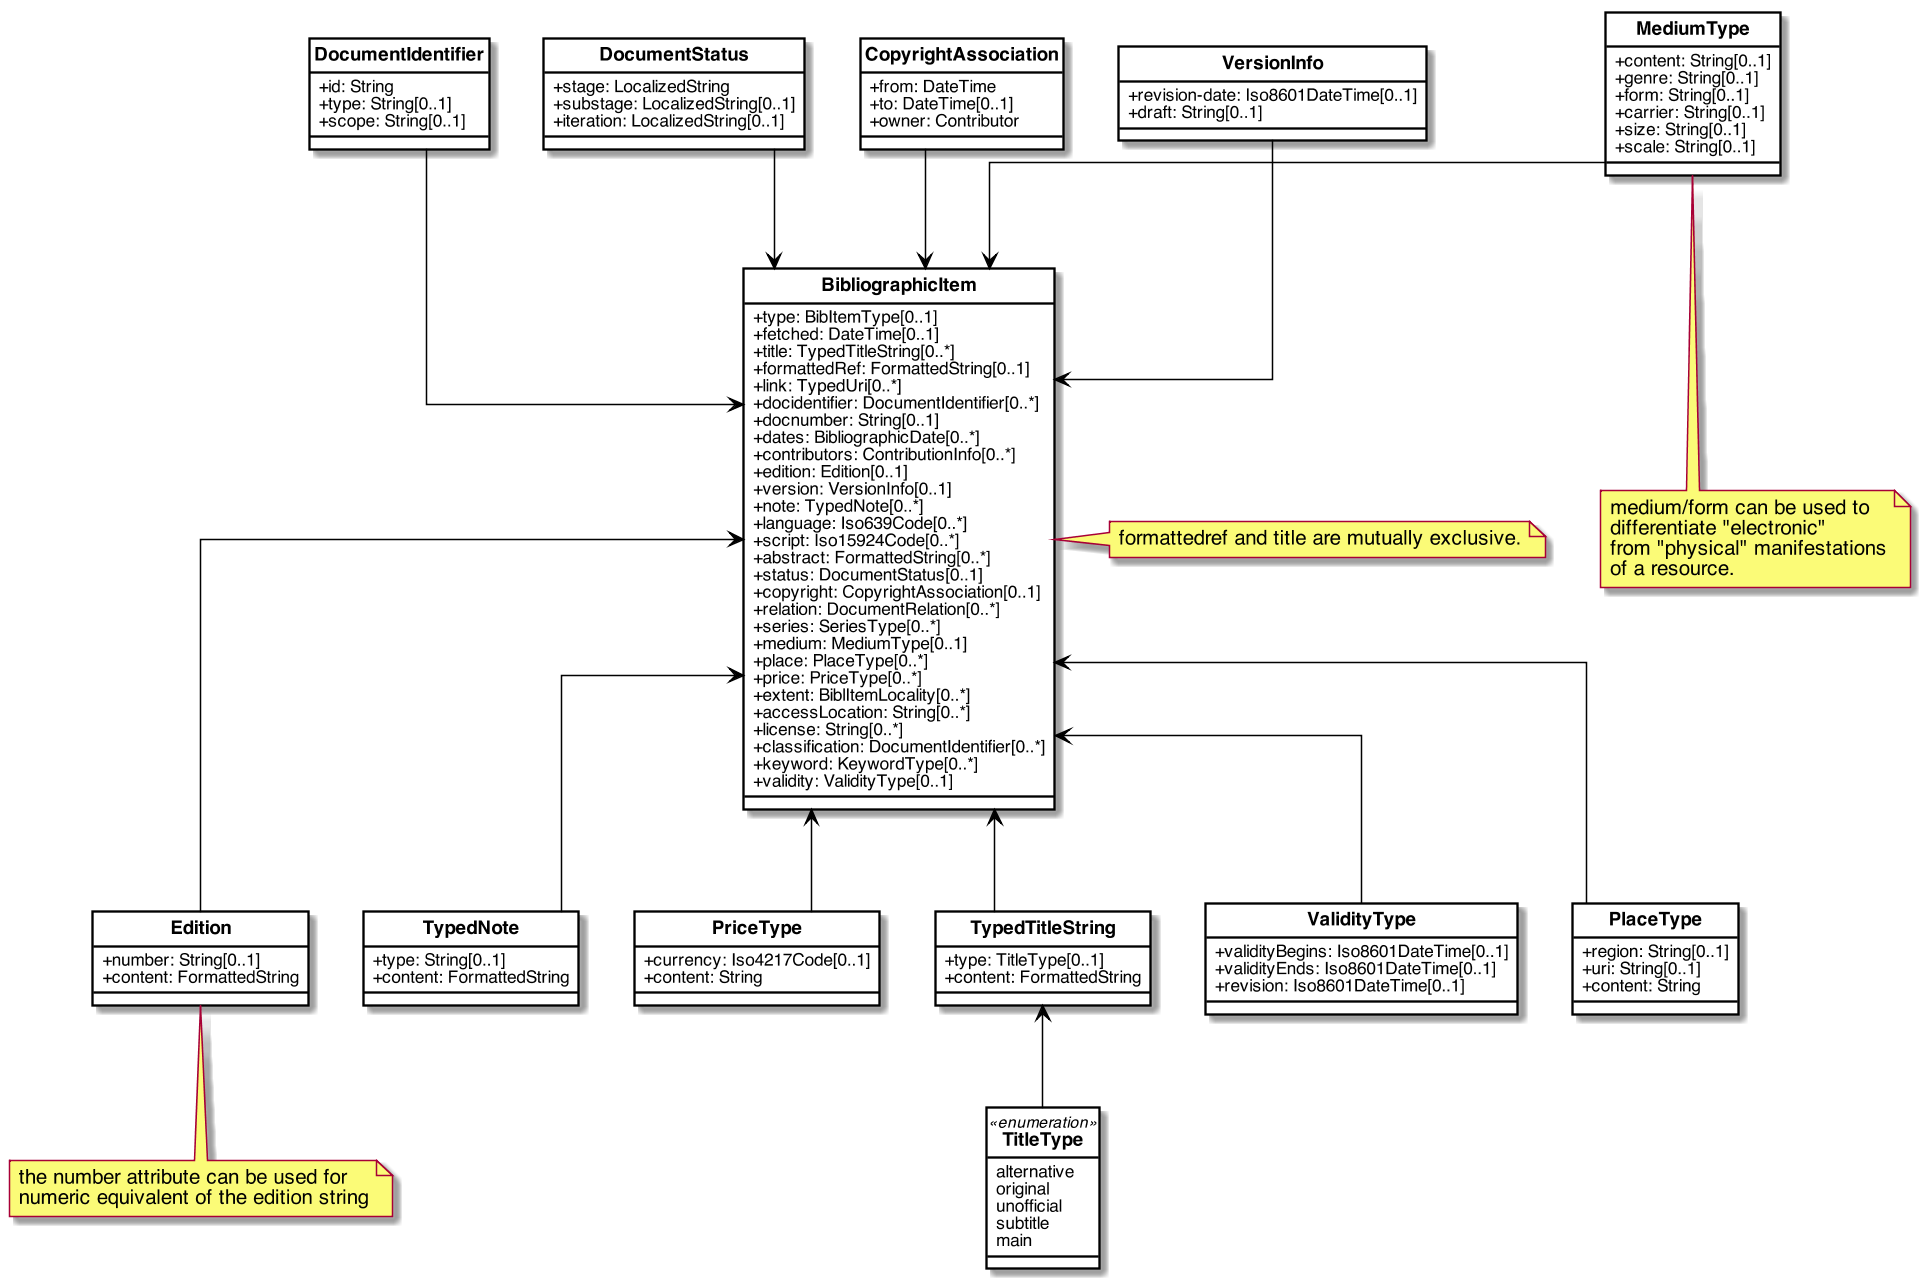 DocumentIdentifier
+id: String
+type: String[0..1]
+scope: String[0..1]
DocumentStatus
+stage: LocalizedString
+substage: LocalizedString[0..1]
+iteration: LocalizedString[0..1]
CopyrightAssociation
+from: DateTime
+to: DateTime[0..1]
+owner: Contributor
VersionInfo
+revision-date: Iso8601DateTime[0..1]
+draft: String[0..1]
MediumType
+content: String[0..1]
+genre: String[0..1]
+form: String[0..1]
+carrier: String[0..1]
+size: String[0..1]
+scale: String[0..1]
BibliographicItem
+type: BibItemType[0..1]
+fetched: DateTime[0..1]
+title: TypedTitleString[0..*]
+formattedRef: FormattedString[0..1]
+link: TypedUri[0..*]
+docidentifier: DocumentIdentifier[0..*]
+docnumber: String[0..1]
+dates: BibliographicDate[0..*]
+contributors: ContributionInfo[0..*]
+edition: Edition[0..1]
+version: VersionInfo[0..1]
+note: TypedNote[0..*]
+language: Iso639Code[0..*]
+script: Iso15924Code[0..*]
+abstract: FormattedString[0..*]
+status: DocumentStatus[0..1]
+copyright: CopyrightAssociation[0..1]
+relation: DocumentRelation[0..*]
+series: SeriesType[0..*]
+medium: MediumType[0..1]
+place: PlaceType[0..*]
+price: PriceType[0..*]
+extent: BiblItemLocality[0..*]
+accessLocation: String[0..*]
+license: String[0..*]
+classification: DocumentIdentifier[0..*]
+keyword: KeywordType[0..*]
+validity: ValidityType[0..1]
formattedref and title are mutually exclusive.
medium/form can be used to
differentiate "electronic"
from "physical" manifestations
of a resource.
Edition
+number: String[0..1]
+content: FormattedString
TypedNote
+type: String[0..1]
+content: FormattedString
PriceType
+currency: Iso4217Code[0..1]
+content: String
TypedTitleString
+type: TitleType[0..1]
+content: FormattedString
ValidityType
+validityBegins: Iso8601DateTime[0..1]
+validityEnds: Iso8601DateTime[0..1]
+revision: Iso8601DateTime[0..1]
PlaceType
+region: String[0..1]
+uri: String[0..1]
+content: String
the number attribute can be used for
numeric equivalent of the edition string
«enumeration»
TitleType
alternative
original
unofficial
subtitle
main